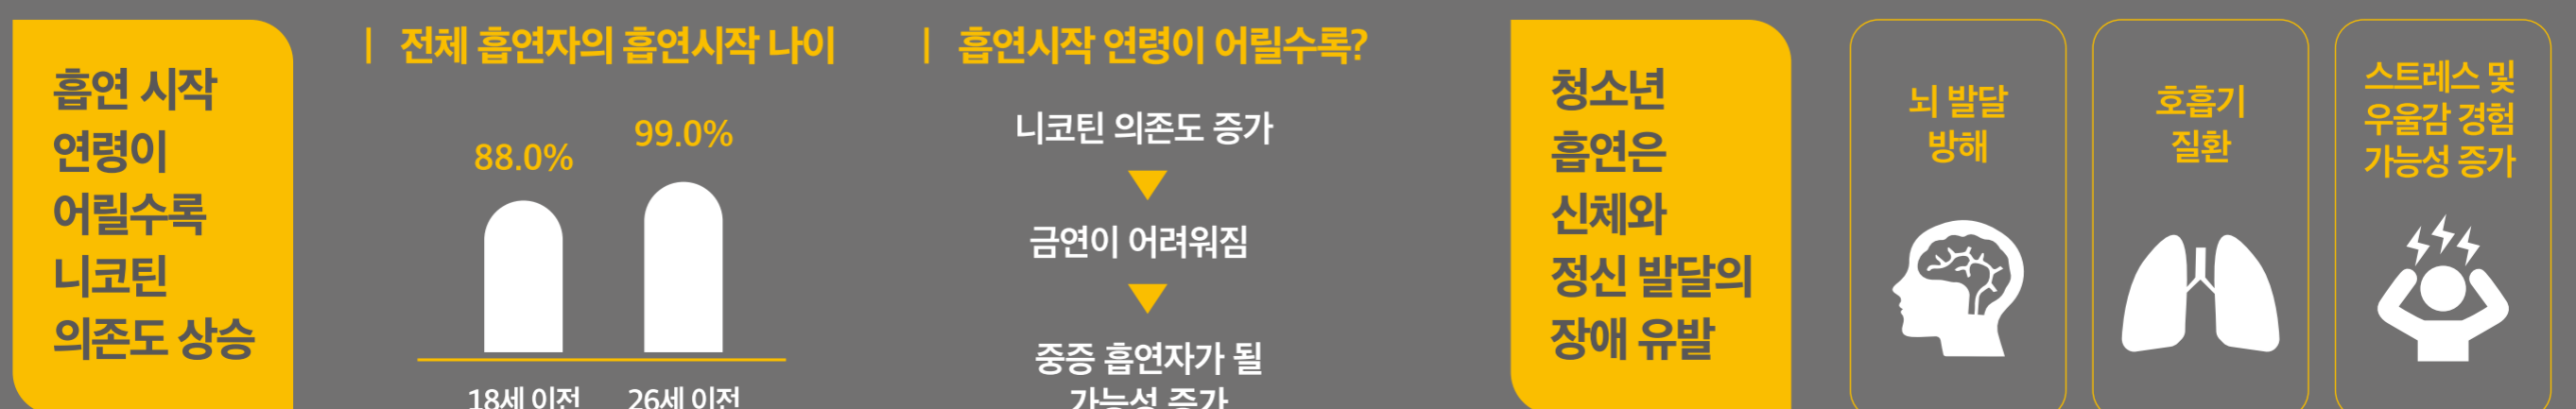 흡연 시작
연령이
어릴수록
니코틴
의존도 상승
전체 흡연자의 흡연시작 나이
88.0%
99.0%
18세 이전
26세 이전
흡연시작 연령이 어릴수록?
니코틴 의존도 증가
금연이 어려워짐
중증 흡연자가 될
가능성 증가
청소년
흡연은
신체와
정신 발달의
장애 유발
뇌 발달
방해
호흡기
질환
스트레스 및
우울감 경험
가능성 증가